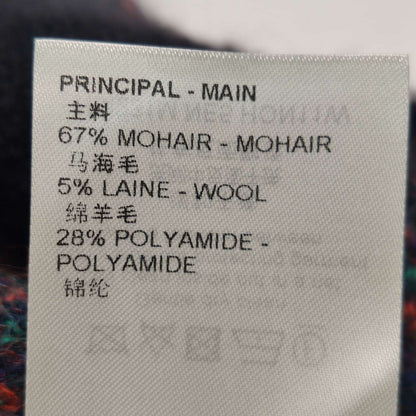 PRINCIPAL - MAIN
主料
67% MOHAIR - MOHAIR
马海毛
5% LAINE - WOOL
绵羊毛
28% POLYAMIDE -
POLYAMIDE
锦纶